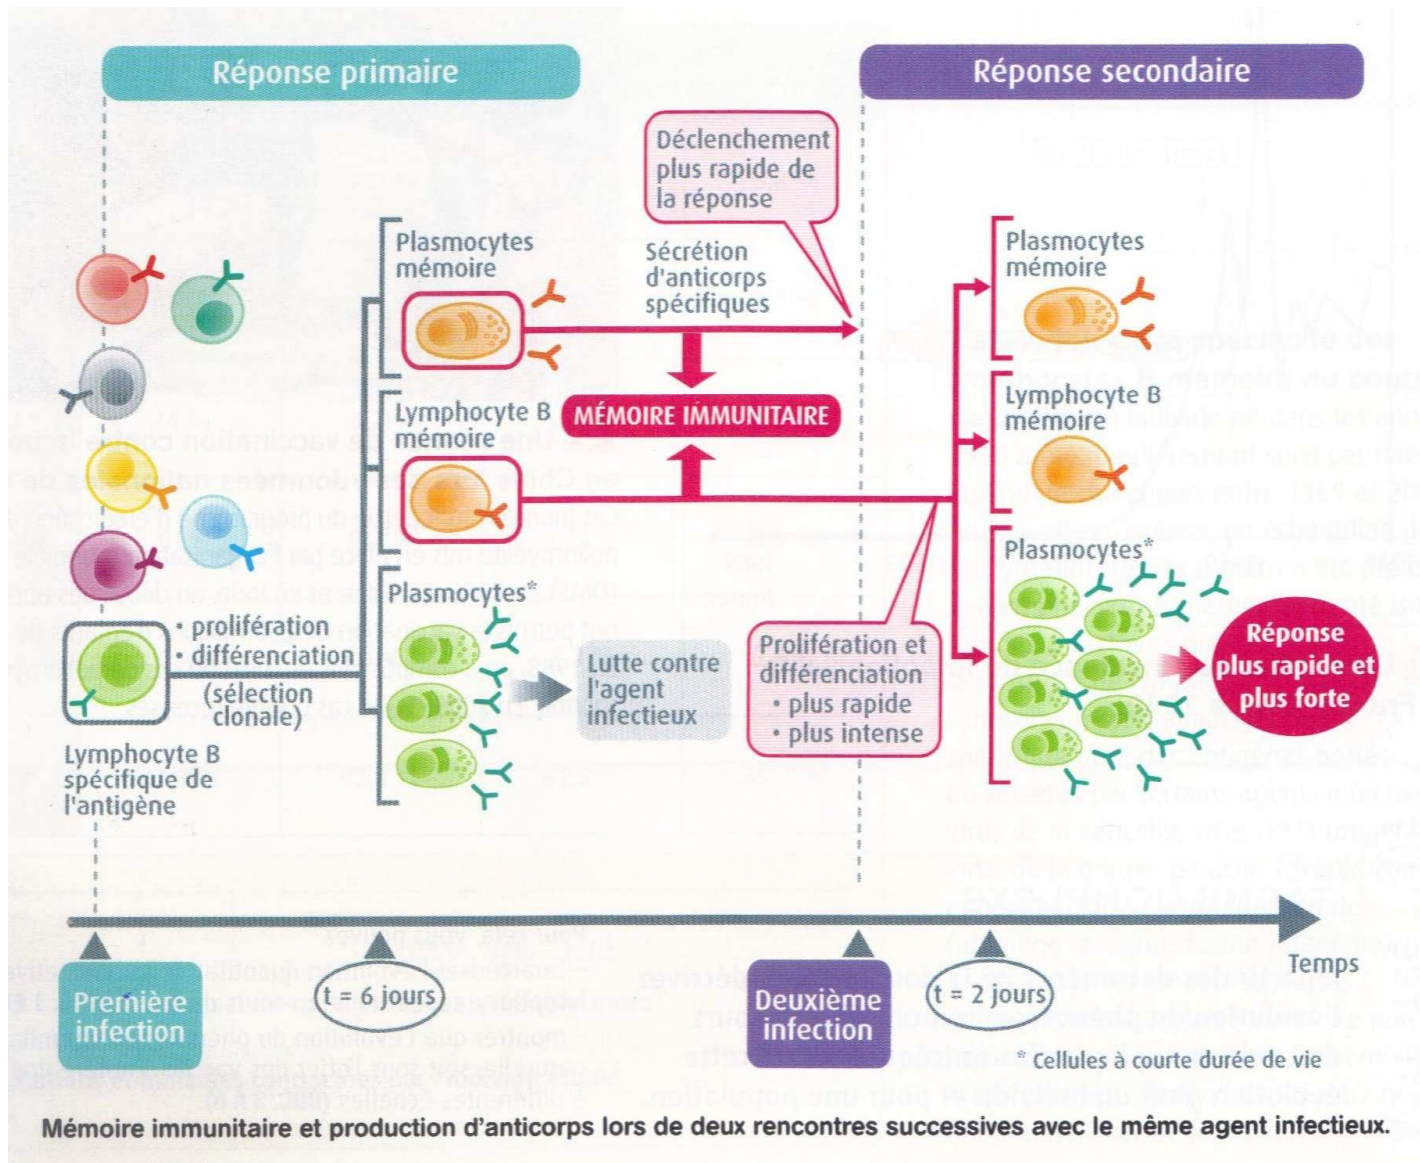 Réponse primaire
Réponse secondaire
Déclenchement
plus rapide de
la réponse
Plasmocytes
mémoire
Sécrétion
d'anticorps
spécifiques
Plasmocytes
mémoire
Lymphocyte B
mémoire
MÉMOIRE IMMUNITAIRE
Lymphocyte B
mémoire
Plasmocytes*
Plasmocytes*
• prolifération
• différenciation
(sélection
clonale)
Lutte contre
l'agent
infectieux
Prolifération et
différenciation
• plus rapide
• plus intense
Réponse
plus rapide et
plus forte
Lymphocyte B
spécifique de
l'antigène
Temps
Première
infection
t = 6 jours
Deuxième
infection
t = 2 jours
* Cellules à courte durée de vie
Mémoire immunitaire et production d'anticorps lors de deux rencontres successives avec le même agent infectieux.